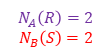 N_A(R) = 2
N_B(S) = 2